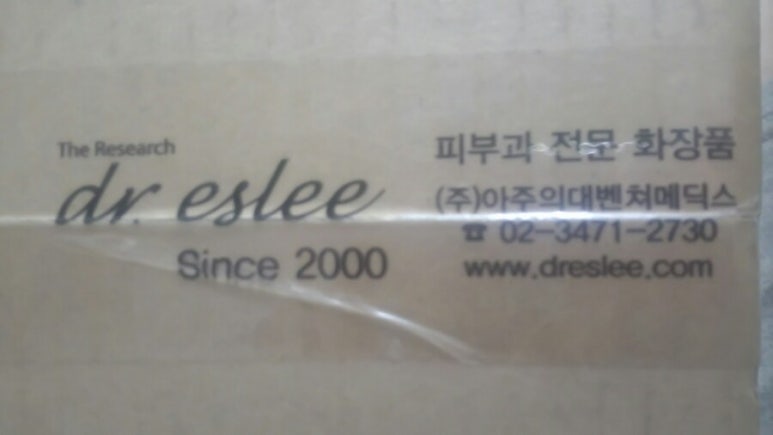 The Research
dr. eslee
Since 2000
피부과 전문 화장품
(주)아주의대벤쳐메딕스
☎ 02-3471-2730
www.dreslee.com